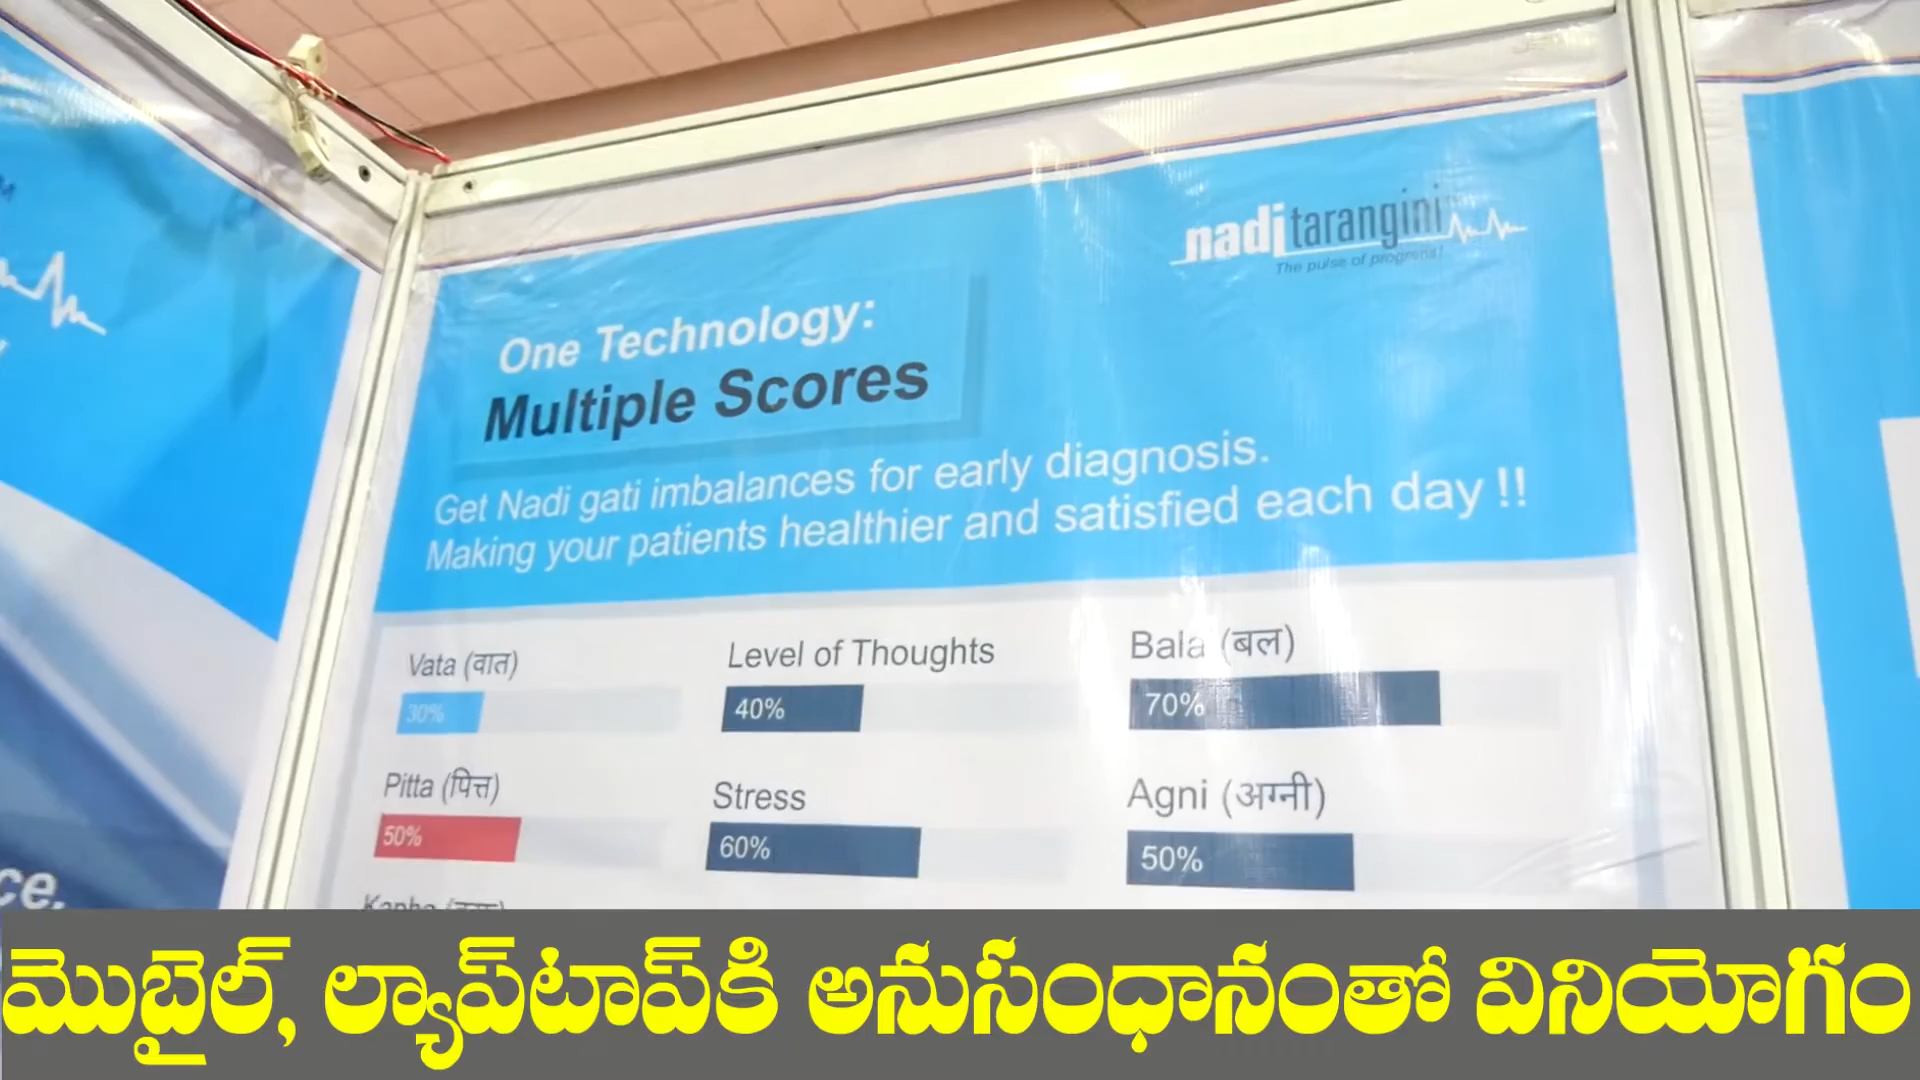 nadi tarangini
The pulse of progress!
One Technology:
Multiple Scores
Get Nadi gati imbalances for early diagnosis.
Making your patients healthier and satisfied each day !!
Vata (वात)
30%
Level of Thoughts
40%
Bala (बल)
70%
Pitta (पित्त)
50%
Stress
60%
Agni (अग्नी)
50%
ce.
మొబైల్, ల్యాప్‌టాప్‌కి అనుసంధానంతో వినియోగం